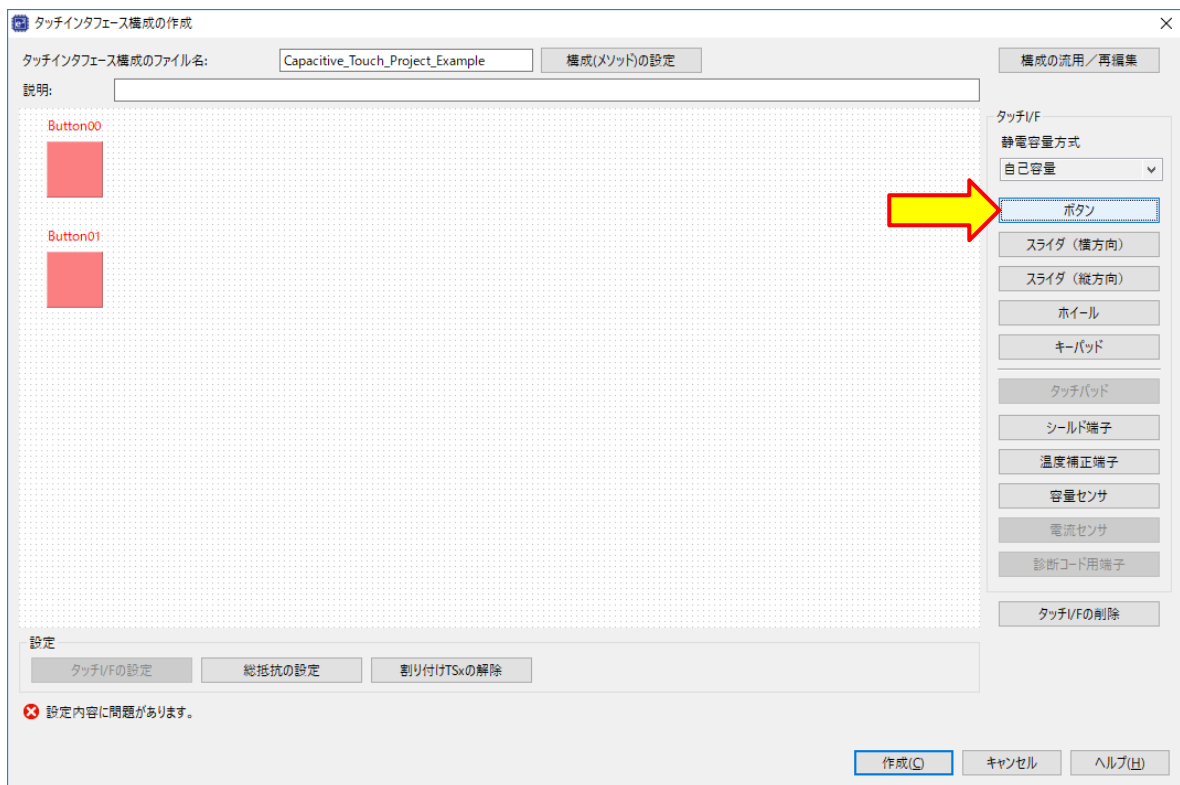 タッチインタフェース構成の作成
タッチインタフェース構成のファイル名: Capacitive_Touch_Project_Example 構成(メソッド)の設定 構成の流用／再編集
説明:
Button00
Button01
タッチI/F
静電容量方式
自己容量
ボタン
スライダ（横方向）
スライダ（縦方向）
ホイール
キーパッド
タッチパッド
シールド端子
温度補正端子
容量センサ
電流センサ
診断コード用端子
タッチI/Fの削除
設定
タッチI/Fの設定 総抵抗の設定 割り付けTSxの解除
設定内容に問題があります。
作成(C) キャンセル ヘルプ(H)